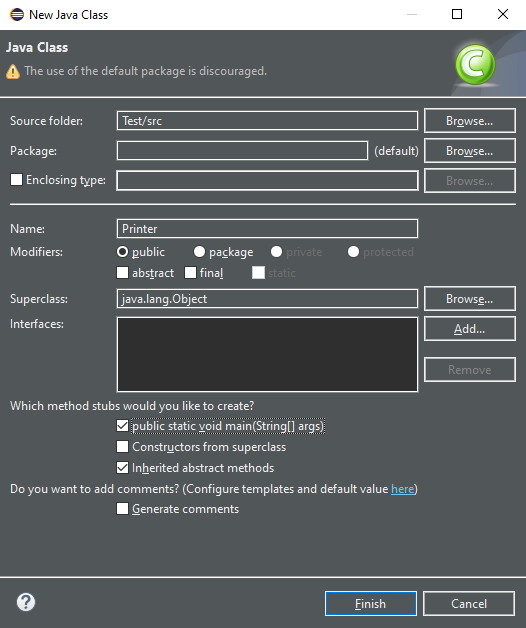 New Java Class
Java Class
The use of the default package is discouraged.
Source folder: Test/src Browse...
Package: (default) Browse...
Enclosing type: Browse...
Name: Printer
Modifiers: public package private protected
abstract final static
Superclass: java.lang.Object Browse...
Interfaces: Add...
Remove
Which method stubs would you like to create?
public static void main(String[] args)
Constructors from superclass
Inherited abstract methods
Do you want to add comments? (Configure templates and default value here)
Generate comments
? Finish Cancel